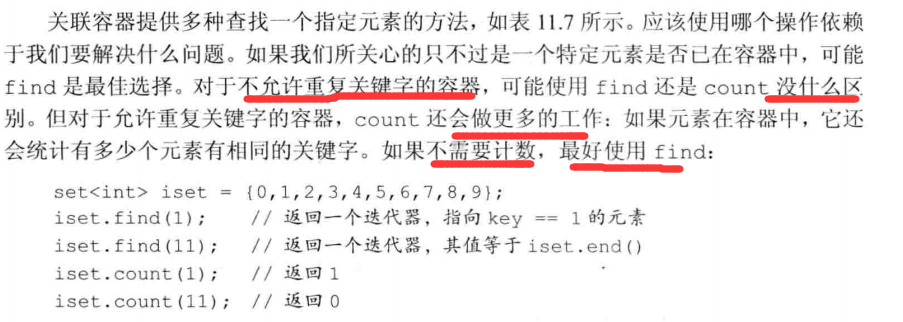 关联容器提供多种查找一个指定元素的方法，如表 11.7 所示。应该使用哪个操作依赖
于我们要解决什么问题。如果我们所关心的只不过是一个特定元素是否已在容器中，可能
find 是最佳选择。对于不允许重复关键字的容器，可能使用 find 还是 count 没什么区
别。但对于允许重复关键字的容器，count 还会做更多的工作：如果元素在容器中，它还
会统计有多少个元素有相同的关键字。如果不需要计数，最好使用 find：
set<int> iset = {0,1,2,3,4,5,6,7,8,9};
iset.find(1); // 返回一个迭代器，指向 key == 1 的元素
iset.find(11); // 返回一个迭代器，其值等于 iset.end()
iset.count(1); // 返回 1
iset.count(11); // 返回 0